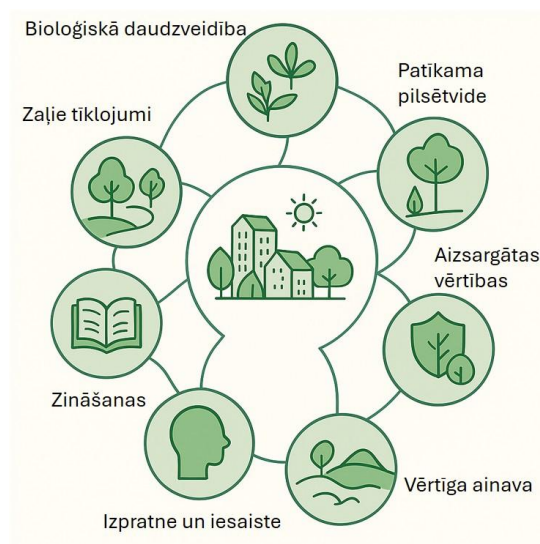 Bioloģiskā daudzveidība
Patīkama
pilsētvide
Zaļie tīklojumi
Aizsargātas
vērtības
Zināšanas
Vērtīga ainava
Izpratne un iesaiste